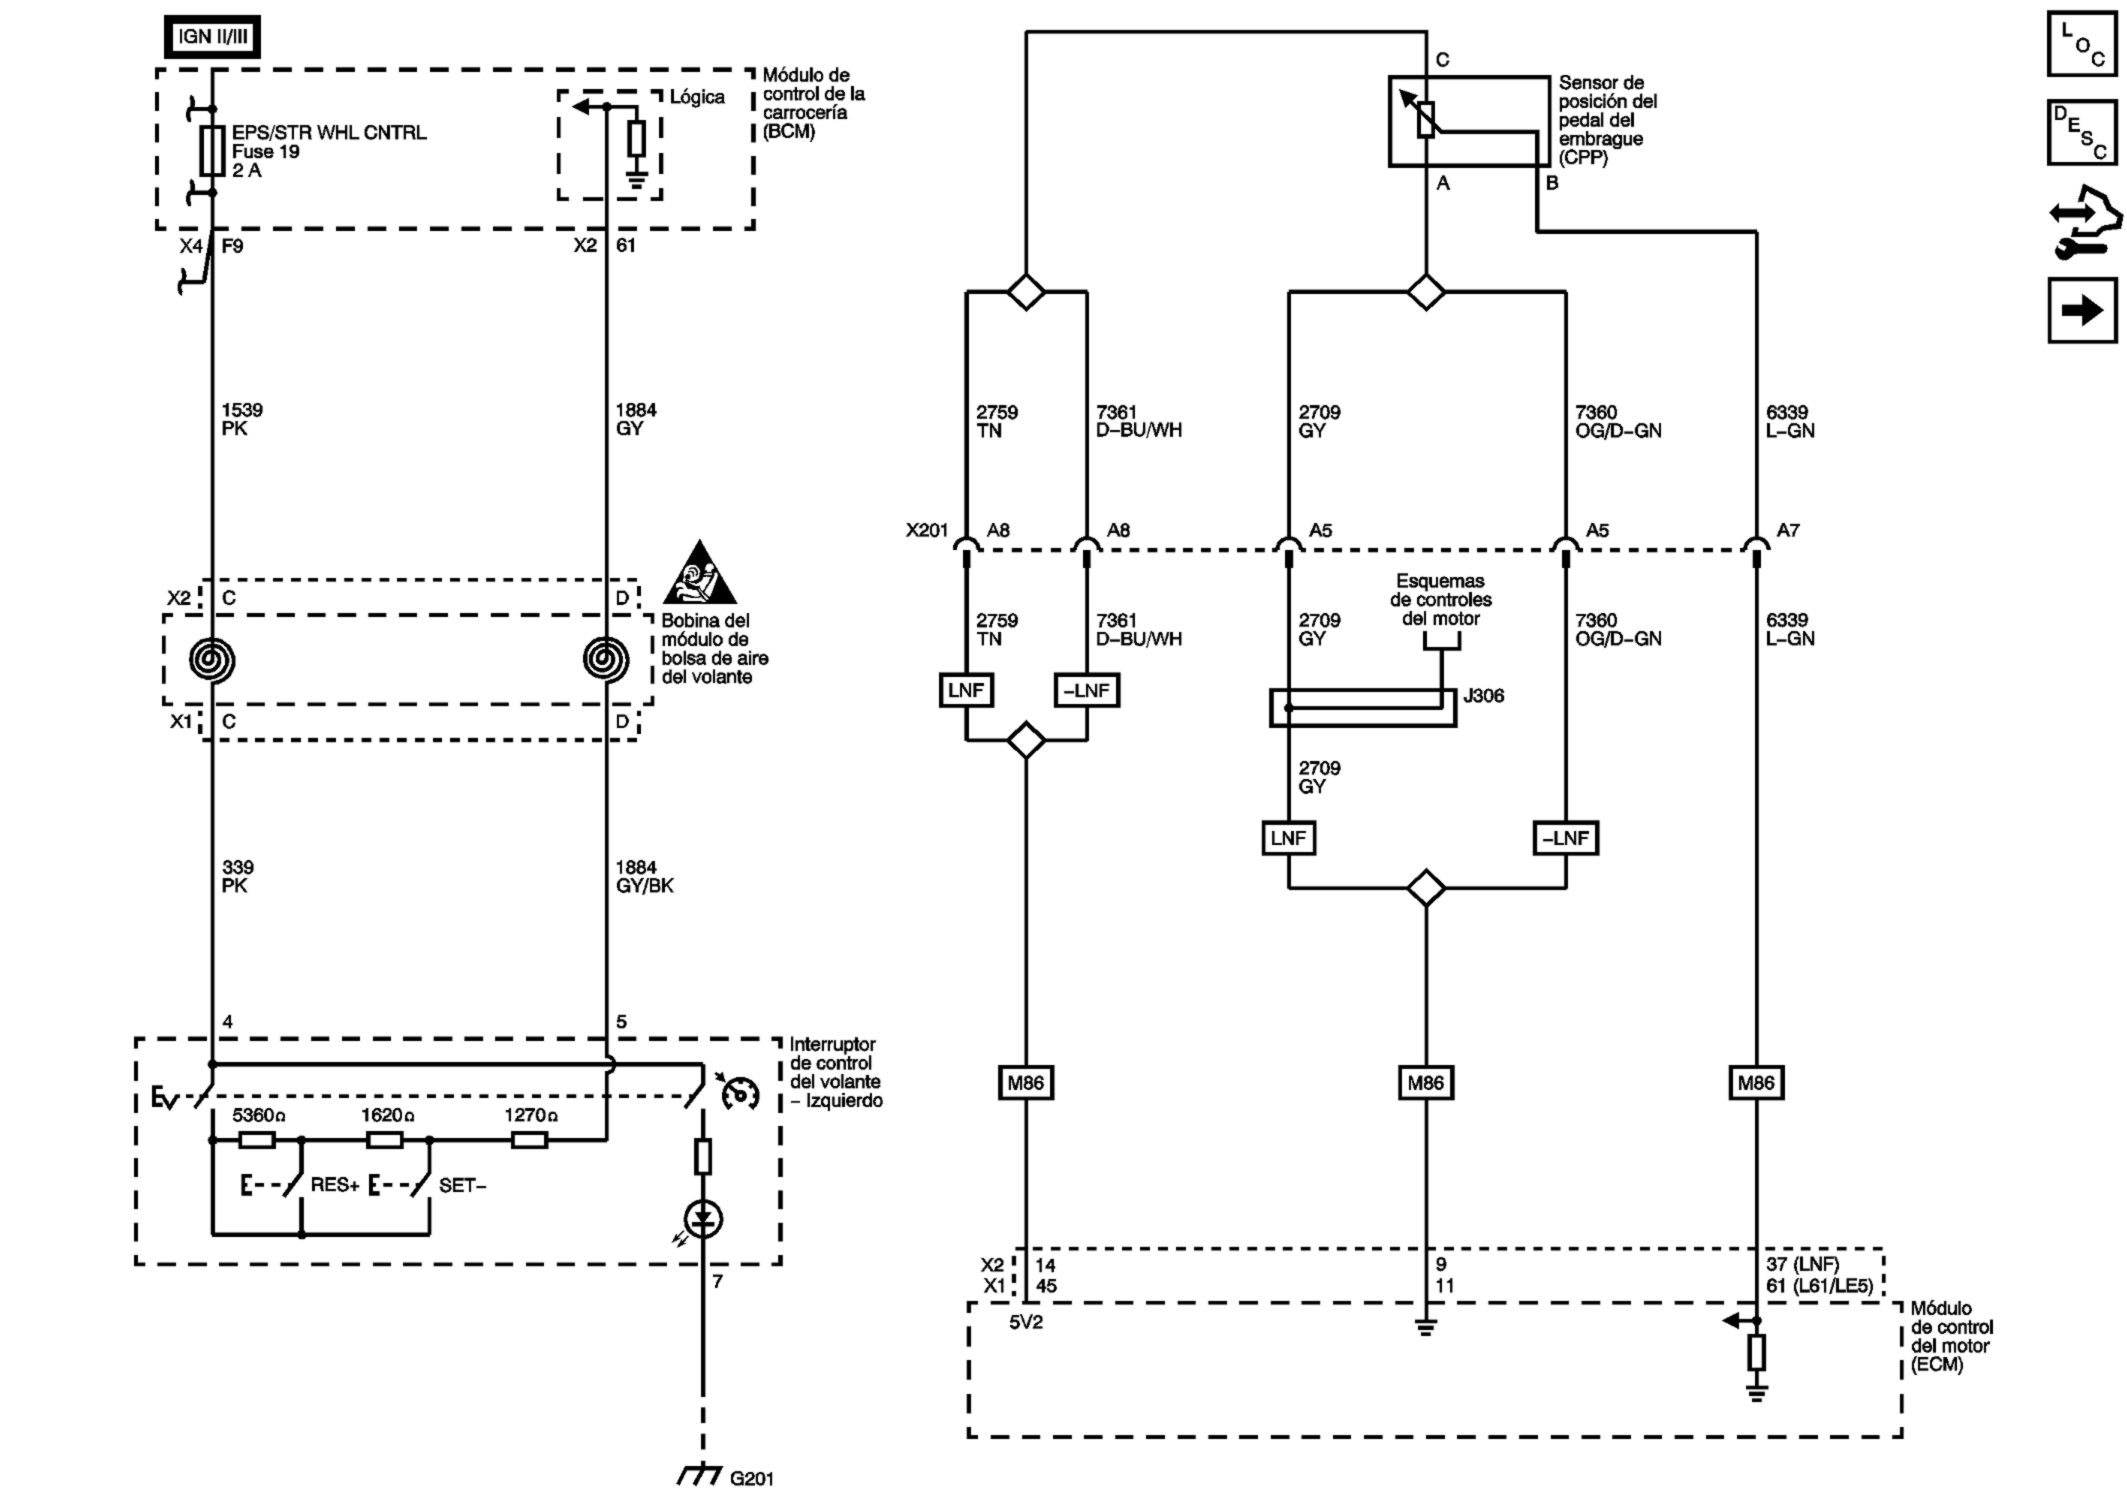 IGN II/III
EPS/STR WHL CNTRL
Fuse 19
2 A
Lógica
Módulo de
control de la
carrocería
(BCM)
X4 F9
X2 61
1539
PK
1884
GY
X2 C D
Bobina del
módulo de
bolsa de aire
del volante
X1 C D
339
PK
1884
GY/BK
4 5
Interruptor
de control
del volante
– Izquierdo
5360Ω 1620Ω 1270Ω
RES+ SET–
7
G201
C
Sensor de
posición del
pedal del
embrague
(CPP)
A B
2759
TN
7361
D–BU/WH
2709
GY
7360
OG/D–GN
6339
L–GN
X201 A8 A8 A5 A5 A7
Esquemas
de controles
del motor
2759
TN
7361
D–BU/WH
2709
GY
7360
OG/D–GN
6339
L–GN
LNF –LNF
J306
2709
GY
LNF –LNF
M86 M86 M86
X2 14 9 37 (LNF)
X1 45 11 61 (L61/LE5)
5V2
Módulo
de control
del motor
(ECM)
LOC
DESC